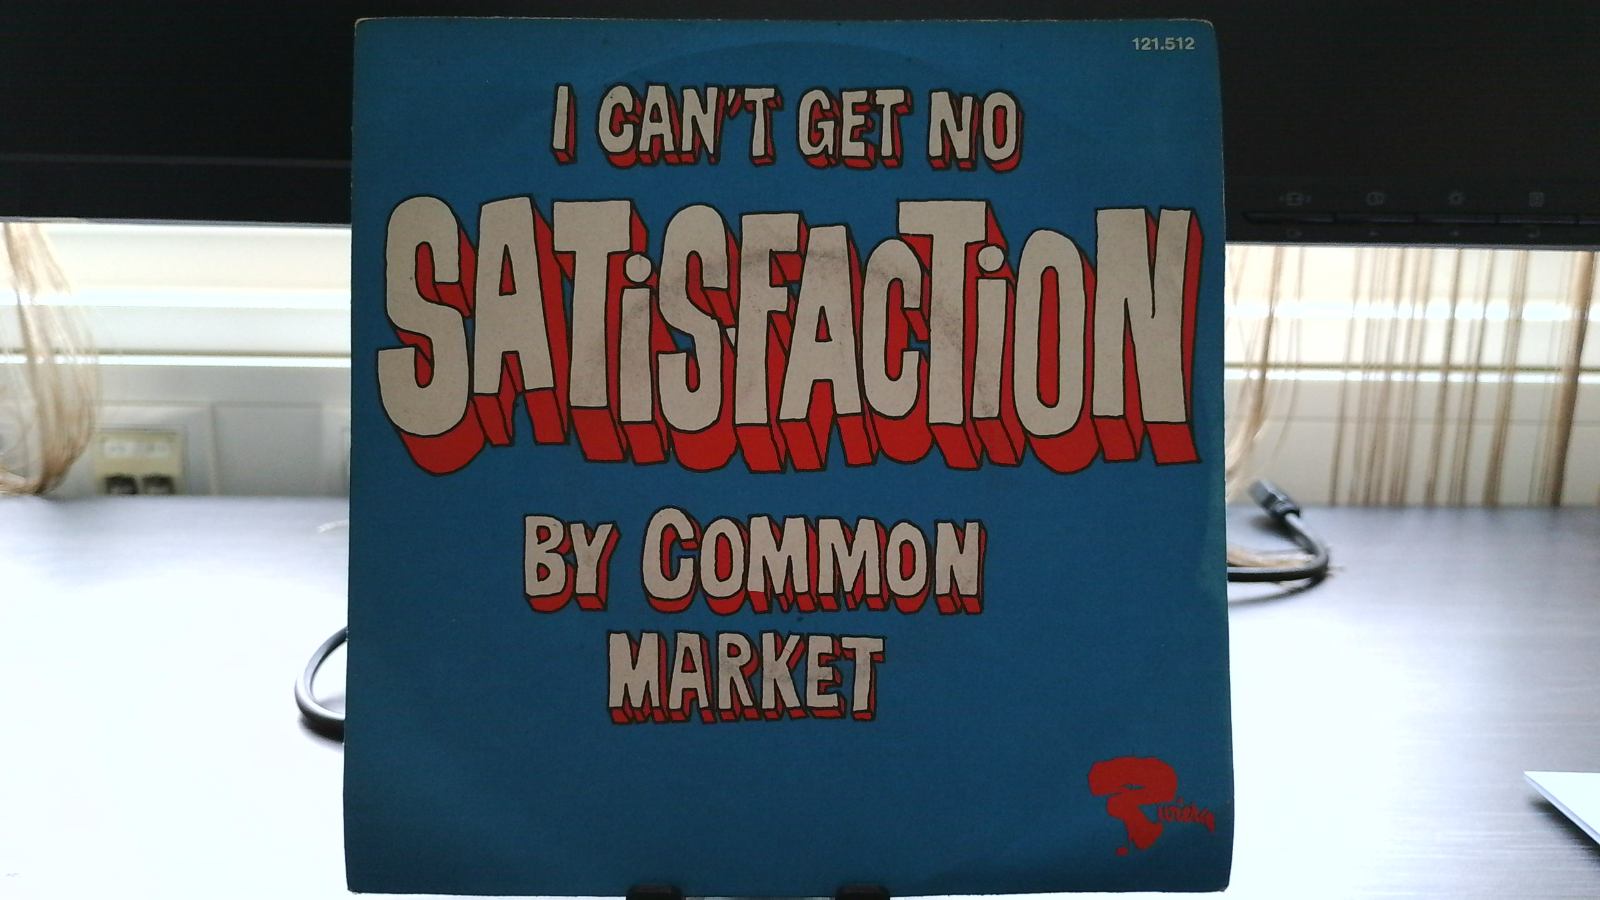 121.512
I CAN'T GET NO
SATiSFACTiON
BY COMMON
MARKET
Riviera